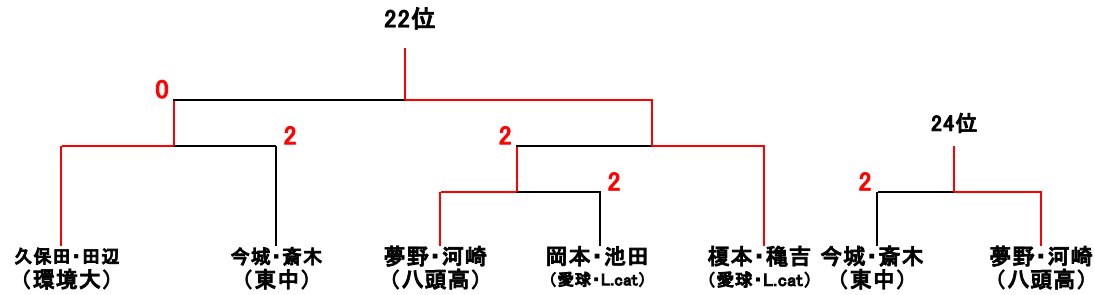 22位
0
24位
2
2
2
2
久保田・田辺
(環境大)
今城・斎木
(東中)
夢野・河崎
(八頭高)
岡本・池田
(愛球・L.cat)
榎本・穐吉
(愛球・L.cat)
今城・斎木
(東中)
夢野・河崎
(八頭高)